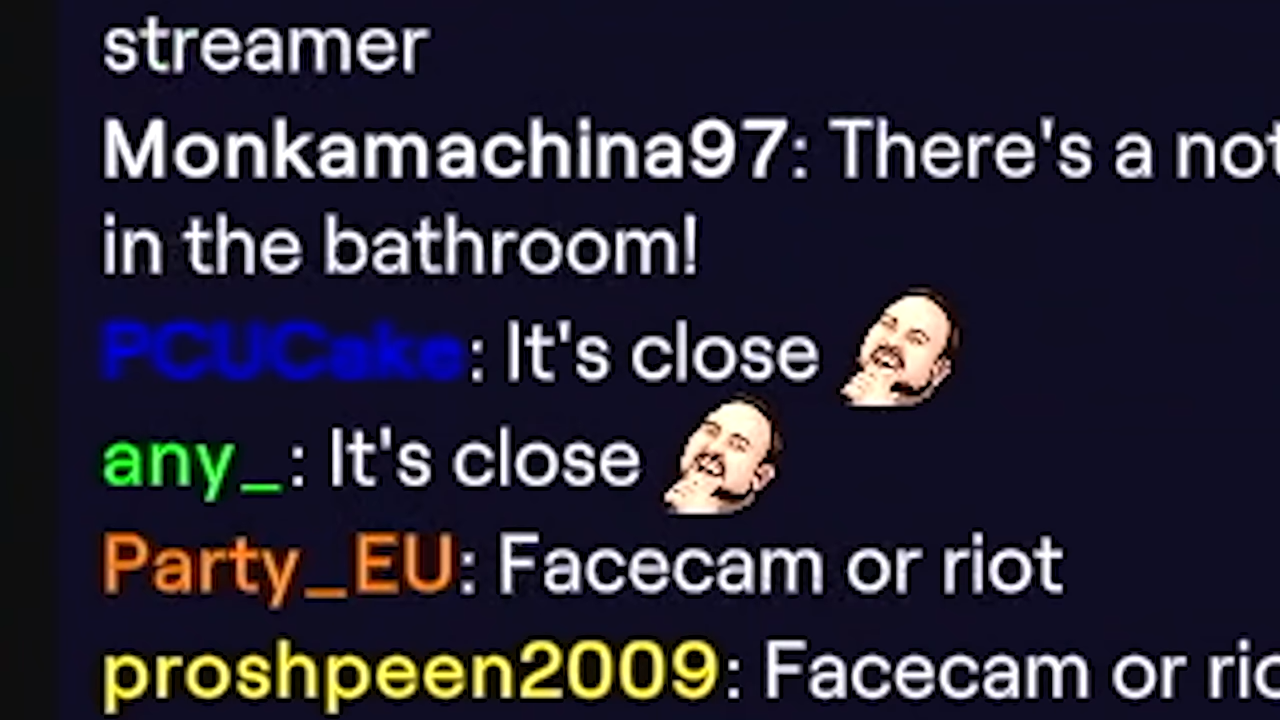 streamer
Monkamachina97: There's a not
in the bathroom!
PCUCake: It's close
any_: It's close
Party_EU: Facecam or riot
proshpeen2009: Facecam or rio